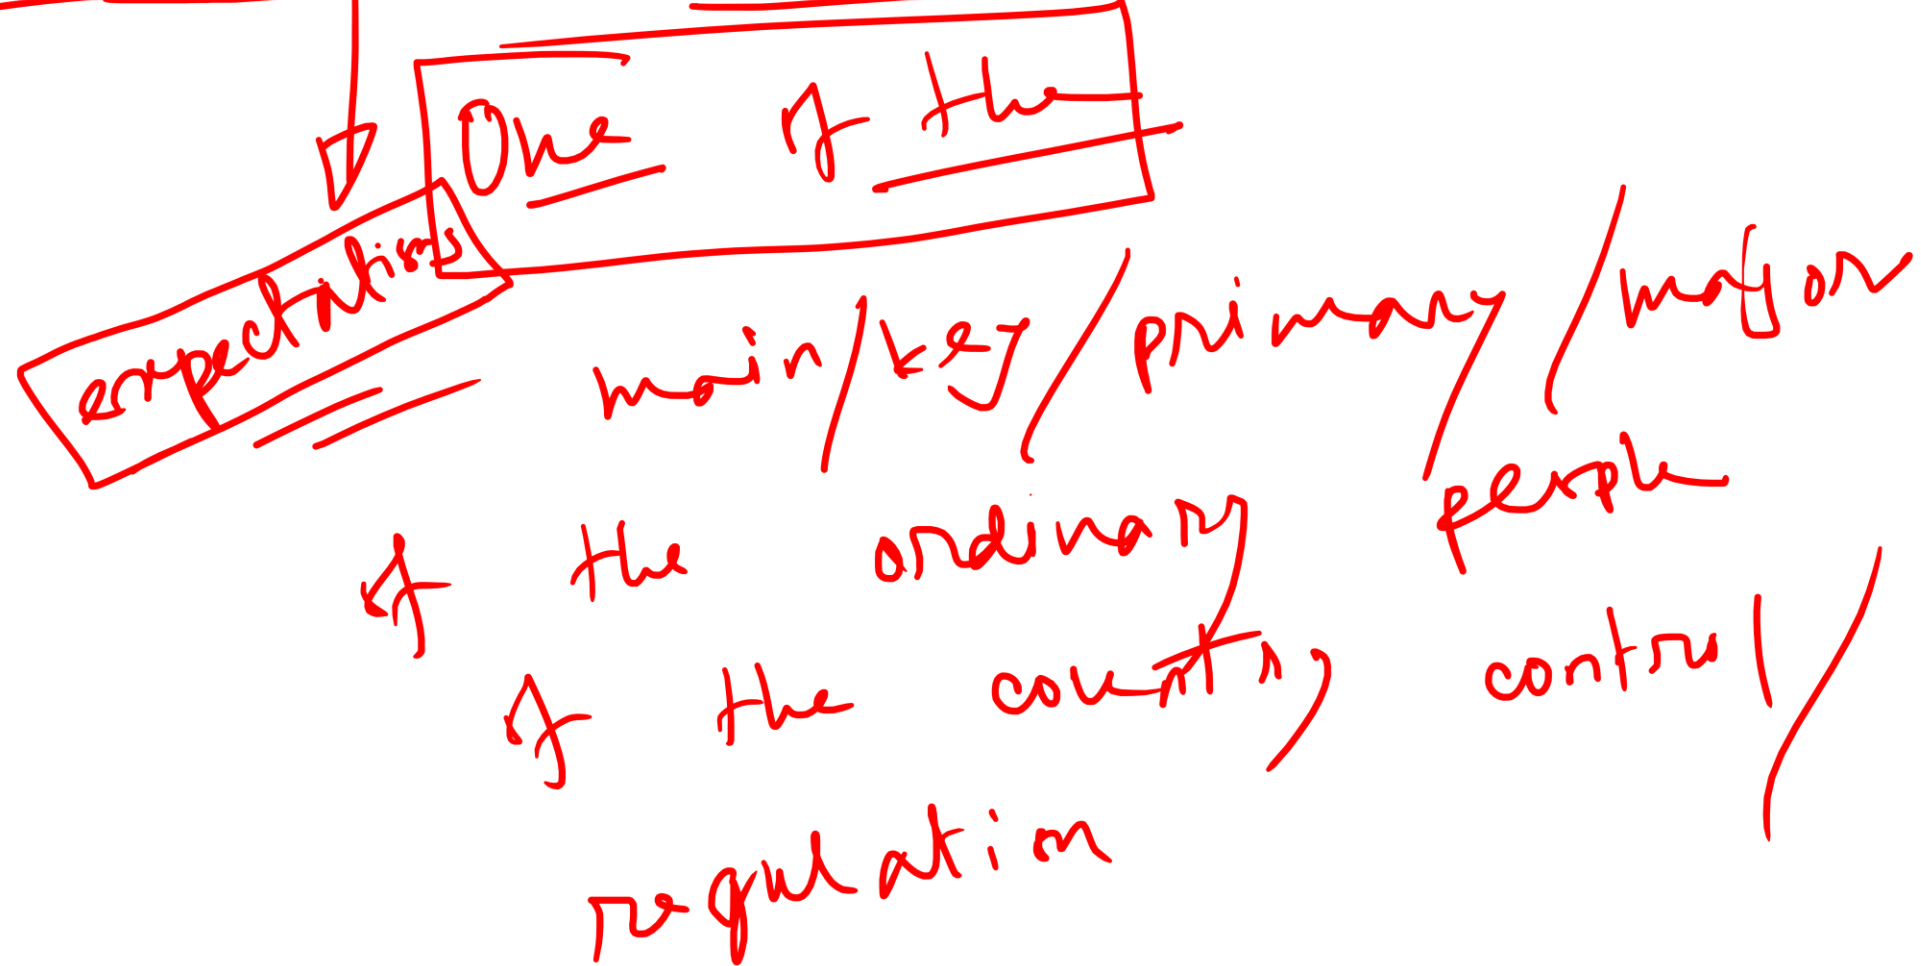 One of the
expectations
main/key/primary/major
of the ordinary people
of the country, control/
regulation